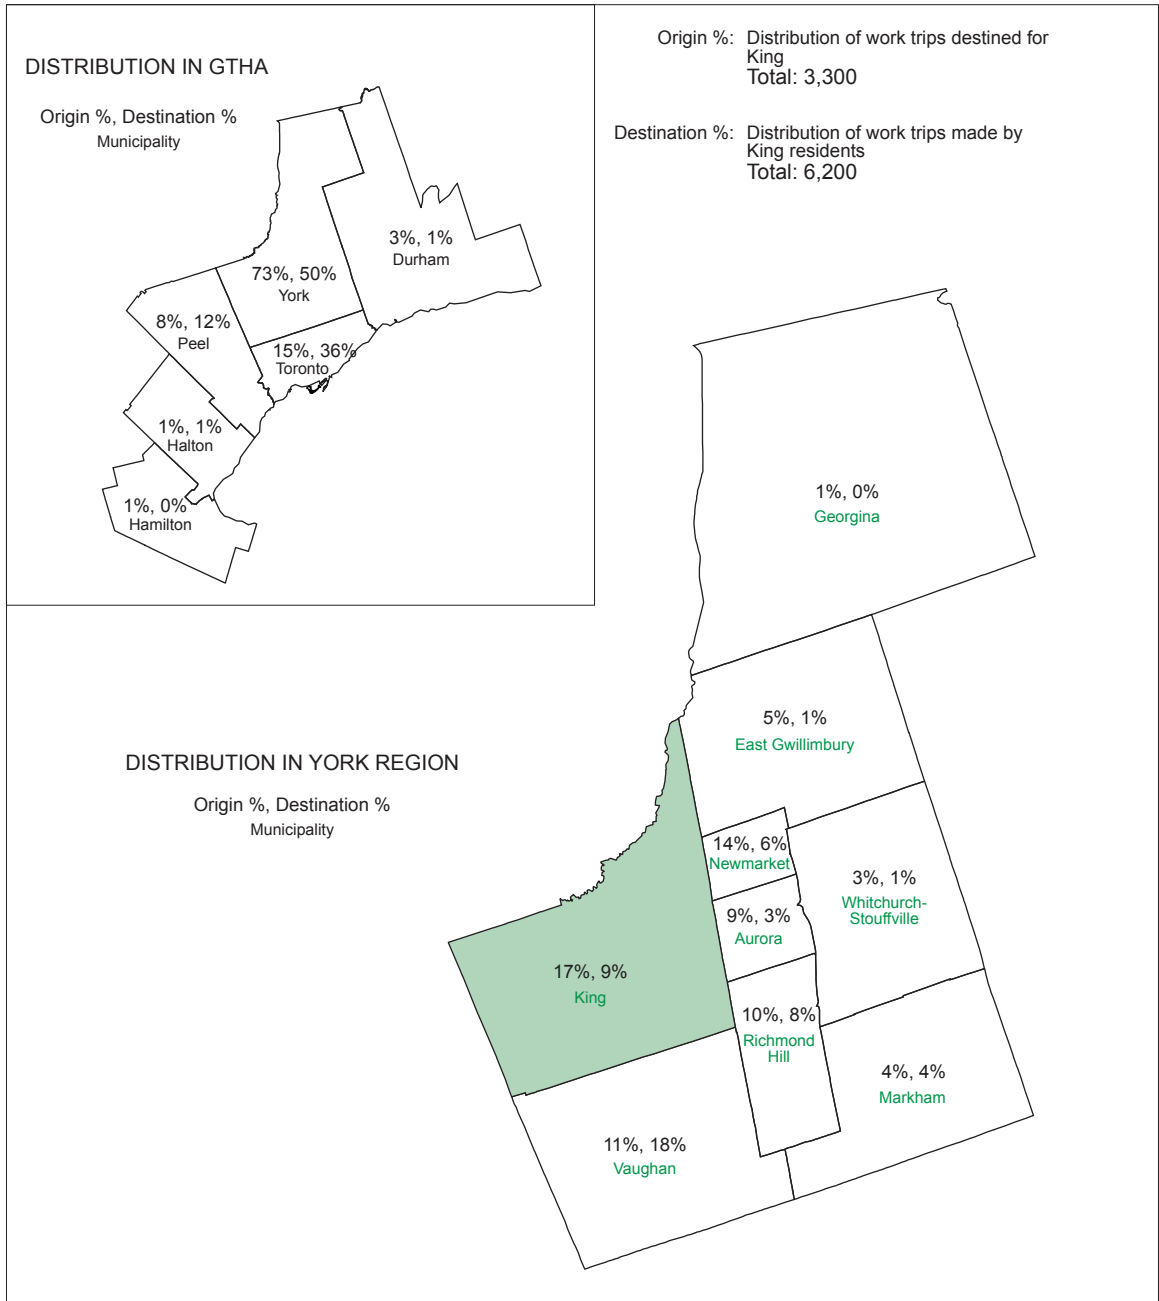 DISTRIBUTION IN GTHA
Origin %, Destination %
Municipality
3%, 1%
Durham
73%, 50%
York
8%, 12%
Peel
15%, 36%
Toronto
1%, 1%
Halton
1%, 0%
Hamilton
Origin %: Distribution of work trips destined for
King
Total: 3,300
Destination %: Distribution of work trips made by
King residents
Total: 6,200
DISTRIBUTION IN YORK REGION
Origin %, Destination %
Municipality
1%, 0%
Georgina
5%, 1%
East Gwillimbury
14%, 6%
Newmarket
3%, 1%
Whitchurch-
Stouffville
9%, 3%
Aurora
17%, 9%
King
10%, 8%
Richmond
Hill
4%, 4%
Markham
11%, 18%
Vaughan